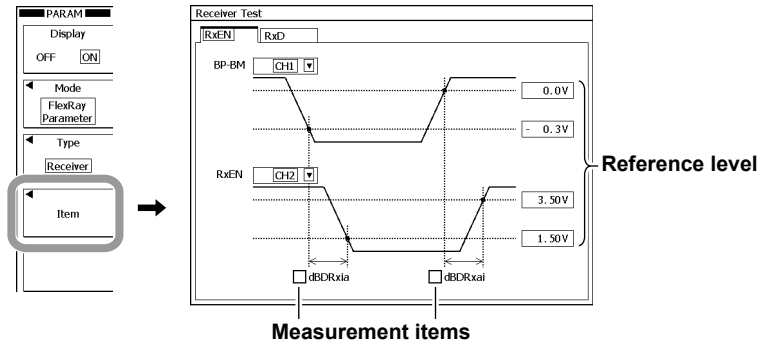 PARAM
Display
OFF ON
Mode
FlexRay
Parameter
Type
Receiver
Item
Receiver Test
RxEN RxD
BP-BM CH1
0.0V
- 0.3V
RxEN CH2
3.50V
1.50V
dBDRxia dBDRxai
Reference level
Measurement items